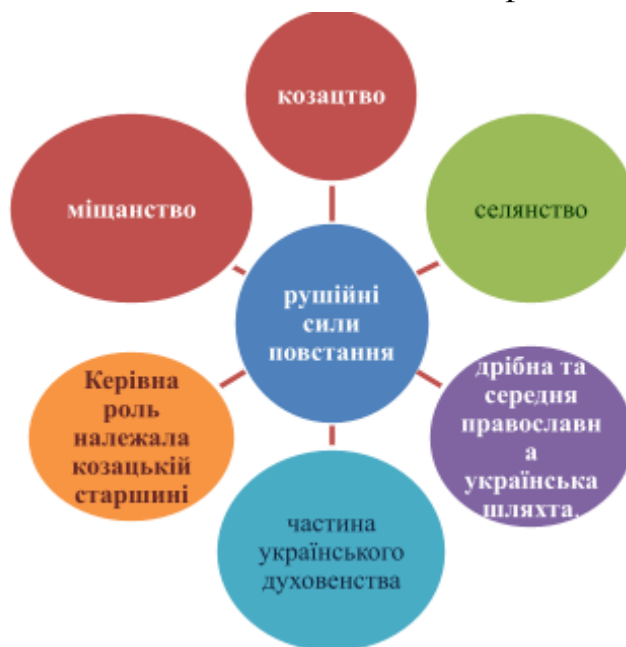 козацтво
міщанство
селянство
рушійні
сили
повстання
Керівна
роль
належала
козацькій
старшині
дрібна та
середня
православн
а
українська
шляхта.
частина
українського
духовенства